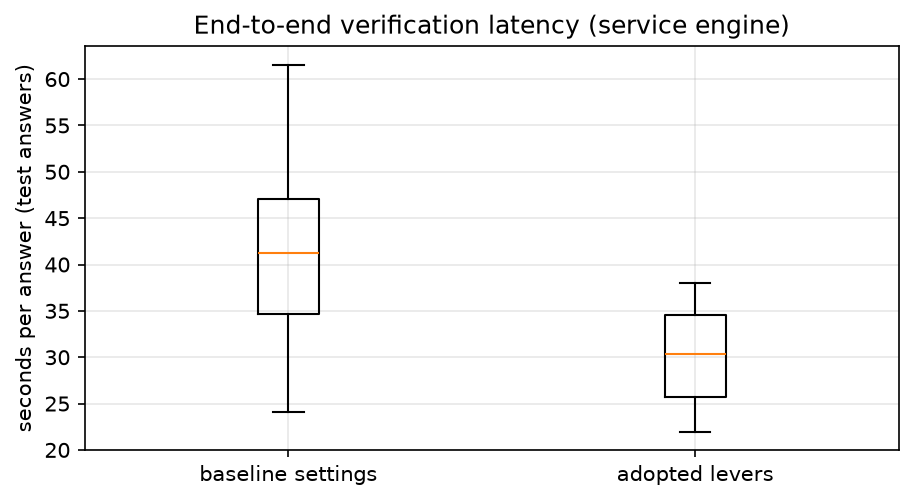 End-to-end verification latency (service engine)
seconds per answer (test answers)
60
55
50
45
40
35
30
25
20
baseline settings
adopted levers